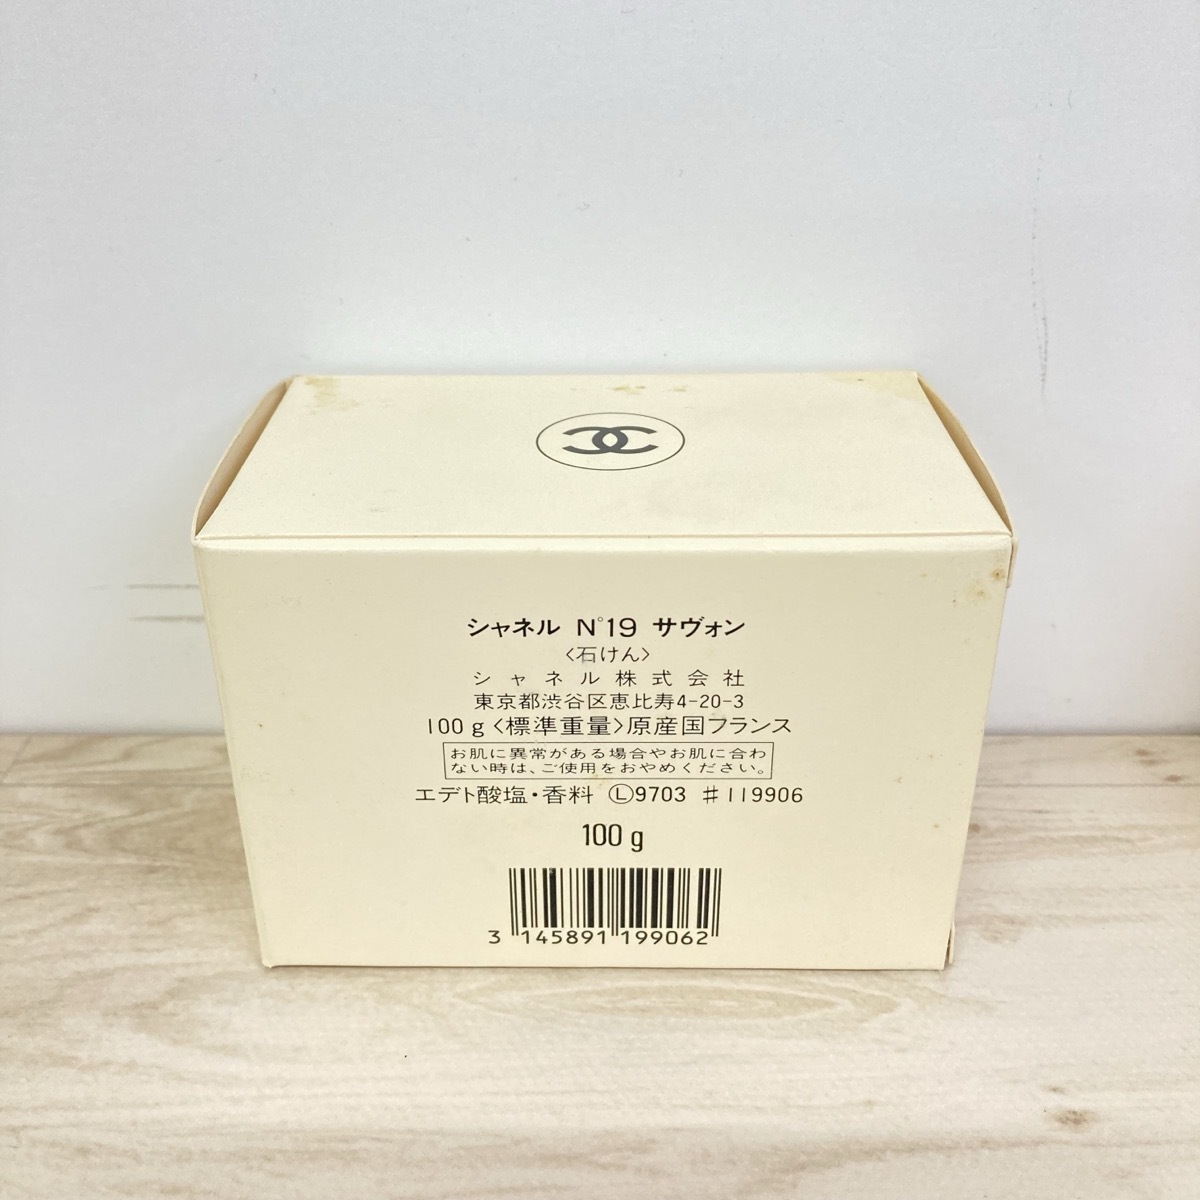 シャネル N°19 サヴォン
〈石けん〉
シャネル株式会社
東京都渋谷区恵比寿4-20-3
100g〈標準重量〉原産国フランス
お肌に異常がある場合やお肌に合わ
ない時は、ご使用をおやめください。
エデト酸塩・香料 Ⓛ9703 #119906
100g
3 145891 199062